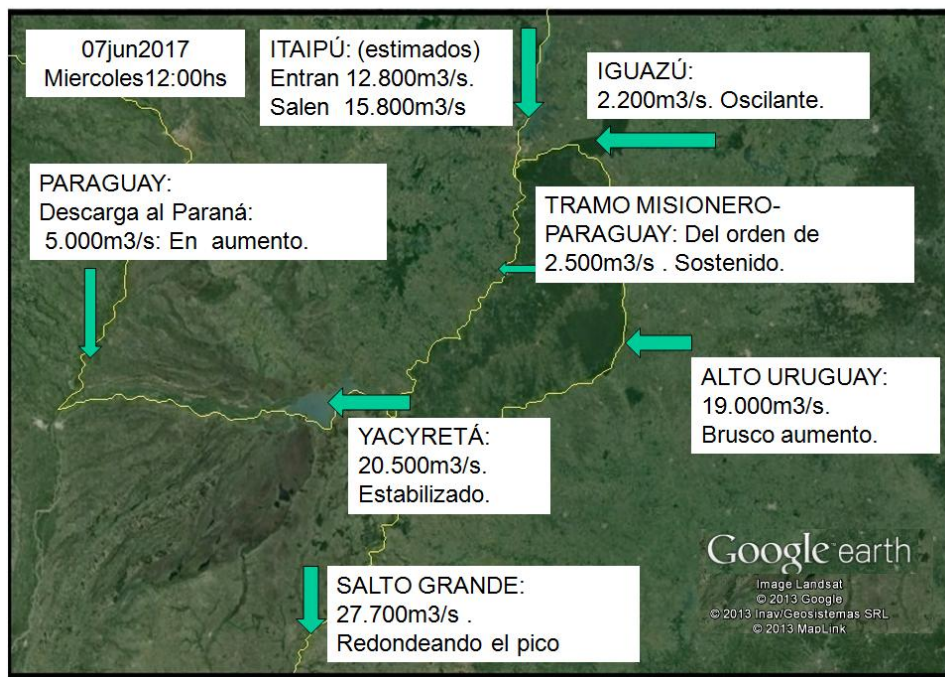 07jun2017
Miercoles12:00hs
ITAIPÚ: (estimados)
Entran 12.800m3/s.
Salen 15.800m3/s
IGUAZÚ:
2.200m3/s. Oscilante.
PARAGUAY:
Descarga al Paraná:
5.000m3/s: En aumento.
TRAMO MISIONERO-
PARAGUAY: Del orden de
2.500m3/s . Sostenido.
ALTO URUGUAY:
19.000m3/s.
Brusco aumento.
YACYRETÁ:
20.500m3/s.
Estabilizado.
SALTO GRANDE:
27.700m3/s .
Redondeando el pico
Google earth
Image Landsat
© 2013 Google
© 2013 Inav/Geosistemas SRL
© 2013 MapLink